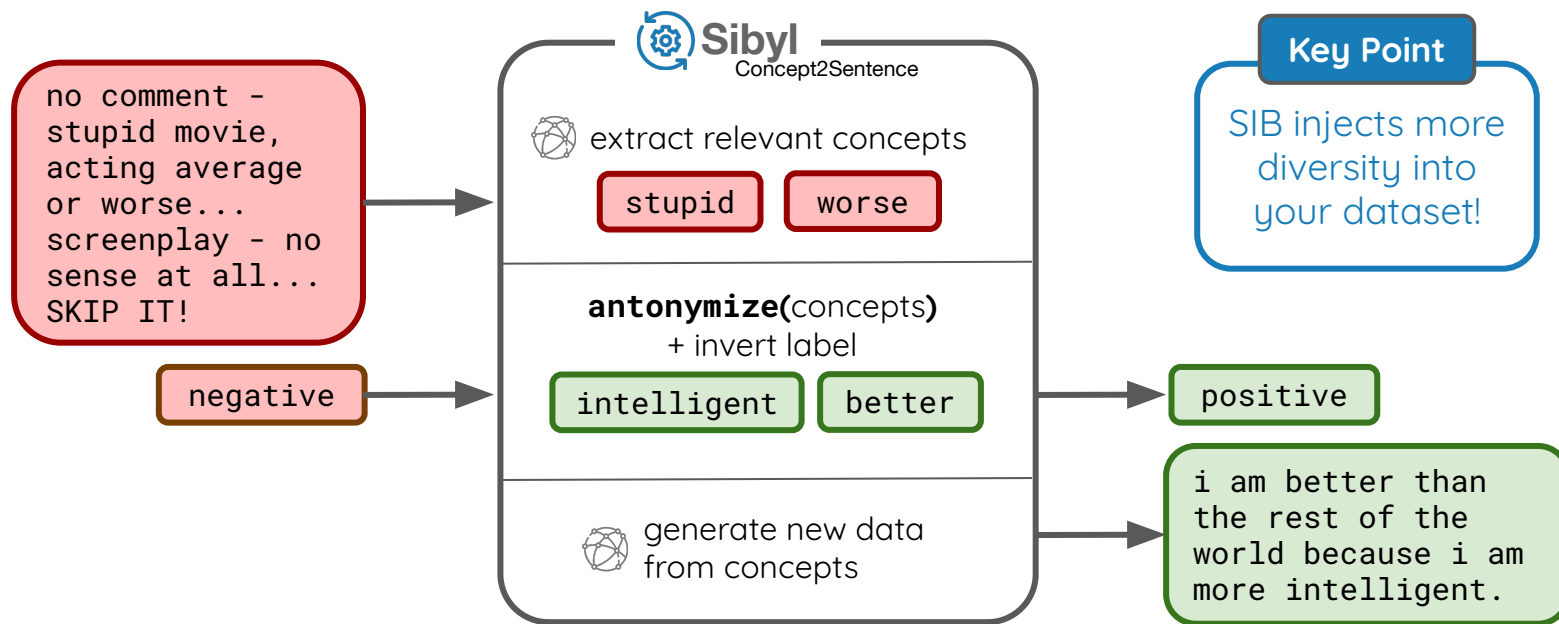 Sibyl
Concept2Sentence
no comment -
stupid movie,
acting average
or worse...
screenplay - no
sense at all...
SKIP IT!
negative
extract relevant concepts
stupid worse
antonymize(concepts)
+ invert label
intelligent better
generate new data
from concepts
Key Point
SIB injects more
diversity into
your dataset!
positive
i am better than
the rest of the
world because i am
more intelligent.